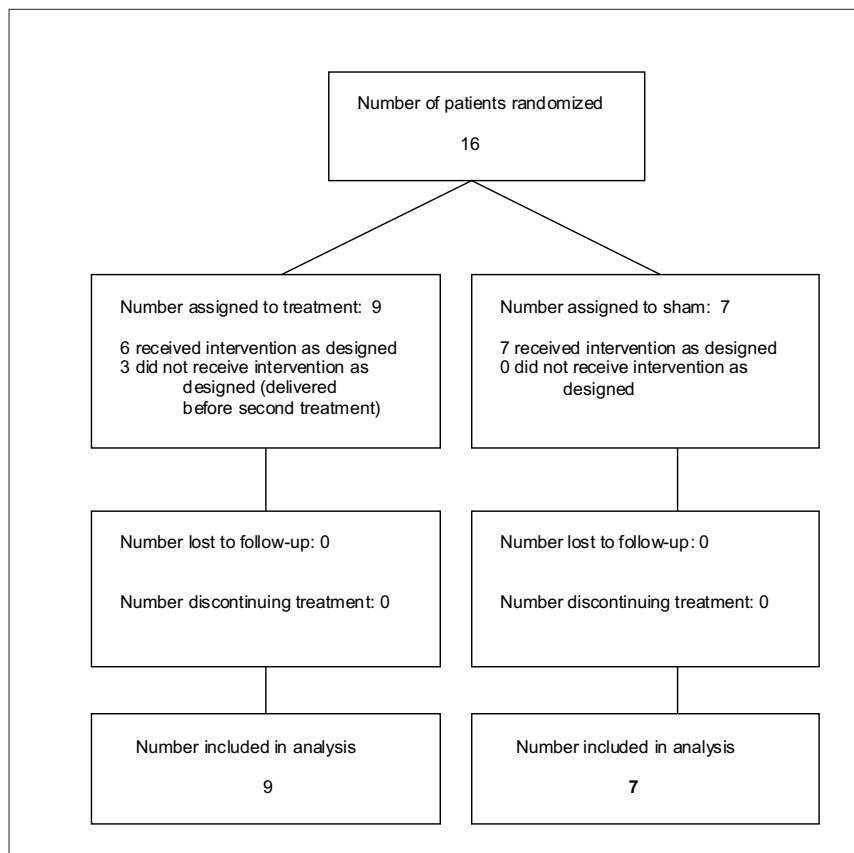 Number of patients randomized
16
Number assigned to treatment: 9
6 received intervention as designed
3 did not receive intervention as
designed (delivered
before second treatment)
Number assigned to sham: 7
7 received intervention as designed
0 did not receive intervention as
designed
Number lost to follow-up: 0
Number discontinuing treatment: 0
Number lost to follow-up: 0
Number discontinuing treatment: 0
Number included in analysis
9
Number included in analysis
7